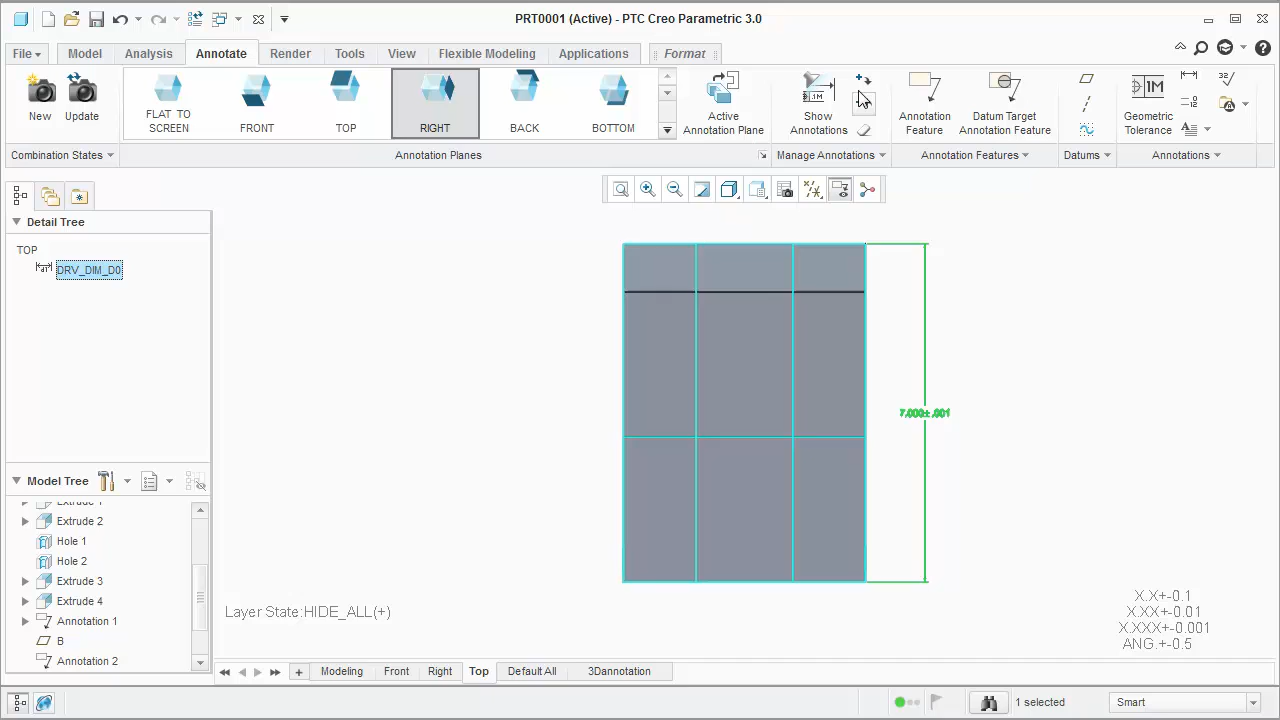 PRT0001 (Active) - PTC Creo Parametric 3.0
File
Model
Analysis
Annotate
Render
Tools
View
Flexible Modeling
Applications
Format
New
Update
FLAT TO
SCREEN
FRONT
TOP
RIGHT
BACK
BOTTOM
Active
Annotation Plane
Show
Annotations
Annotation
Feature
Datum Target
Annotation Feature
Geometric
Tolerance
Combination States
Annotation Planes
Manage Annotations
Annotation Features
Datums
Annotations
Detail Tree
TOP
DRV_DIM_D0
7.000± .001
Model Tree
Extrude 1
Extrude 2
Hole 1
Hole 2
Extrude 3
Extrude 4
Annotation 1
B
Annotation 2
Layer State:HIDE_ALL(+)
X.X+-0.1
X.XX+-0.01
X.XXX+-0.001
ANG.+-0.5
Modeling
Front
Right
Top
Default All
3Dannotation
1 selected
Smart